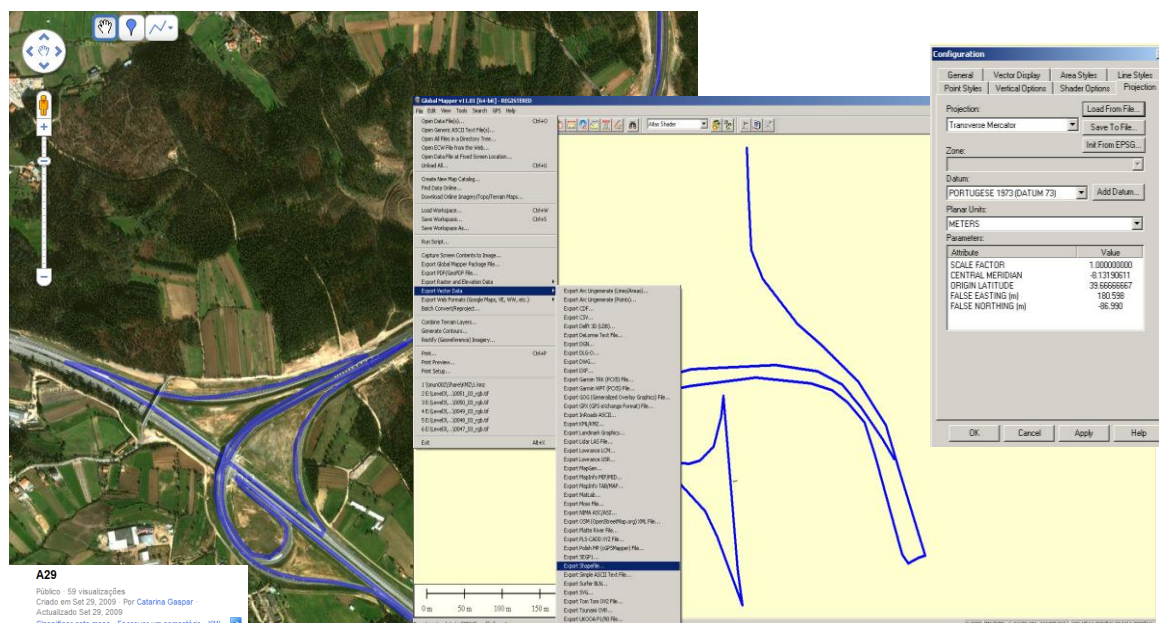 Global Mapper v11.01 [64-bit] - REGISTERED
File Edit View Tools Search GPS Help
Open Data File(s)... Ctrl+O
Open Generic ASCII Text File(s)...
Open All Files in a Directory Tree...
Open ECW File from the Web...
Open Data File at Fixed Screen Location...
Unload All... Ctrl+U
Create New Map Catalog...
Find Data Online...
Download Online Imagery/Topo/Terrain Maps...
Load Workspace... Ctrl+W
Save Workspace... Ctrl+S
Save Workspace As...
Run Script...
Capture Screen Contents to Image...
Export Global Mapper Package File...
Export PDF/GeoPDF File...
Export Raster and Elevation Data
Export Vector Data
Export Web Formats (Google Maps, VE, WW, etc.)
Batch Convert/Reproject...
Combine Terrain Layers...
Generate Contours...
Rectify (Georeference) Imagery...
Print... Ctrl+P
Print Preview...
Print Setup...
Exit Alt+X
Atlas Shader
Export Arc Ungenerate (Lines/Areas)...
Export Arc Ungenerate (Points)...
Export CDF...
Export CSV...
Export Delft 3D (LDB)...
Export DeLorme Text File...
Export DGN...
Export DLG-O...
Export DWG...
Export DXF...
Export Garmin TRK (PCX5) File...
Export Garmin WPT (PCX5) File...
Export GOG (Generalized Overlay Graphics) File...
Export GPX (GPS eXchange Format) File...
Export InRoads ASCII...
Export KML/KMZ...
Export Landmark Graphics...
Export Lidar LAS File...
Export Lowrance LCM...
Export Lowrance USR...
Export MapGen...
Export MapInfo MIF/MID...
Export MapInfo TAB/MAP...
Export MatLab...
Export Moss File...
Export NIMA ASC/ASZ...
Export OSM (OpenStreetMap.org) XML File...
Export Platte River File...
Export PLS-CADD XYZ File...
Export Polish MP (cGPSMapper) File...
Export SEGP1...
Export Shapefile...
Export Simple ASCII Text File...
Export Surfer BLN...
Export SVG...
Export Tom Tom OV2 File...
Export Tsunami OVR...
Export UKOOA P/190 File...
0 m 50 m 100 m 150 m
Configuration
General Vector Display Area Styles Line Styles
Point Styles Vertical Options Shader Options Projection
Projection:
Load From File...
Transverse Mercator
Save To File...
Init From EPSG...
Zone:
Datum:
PORTUGESE 1973 (DATUM 73)
Add Datum...
Planar Units:
METERS
Parameters:
Attribute Value
SCALE FACTOR 1.000000000
CENTRAL MERIDIAN -8.13190611
ORIGIN LATITUDE 39.66666667
FALSE EASTING (m) 180.598
FALSE NORTHING (m) -86.990
OK Cancel Apply Help
A29
Público · 59 visualizações
Criado em Set 29, 2009 · Por Catarina Gaspar ·
Actualizado Set 29, 2009